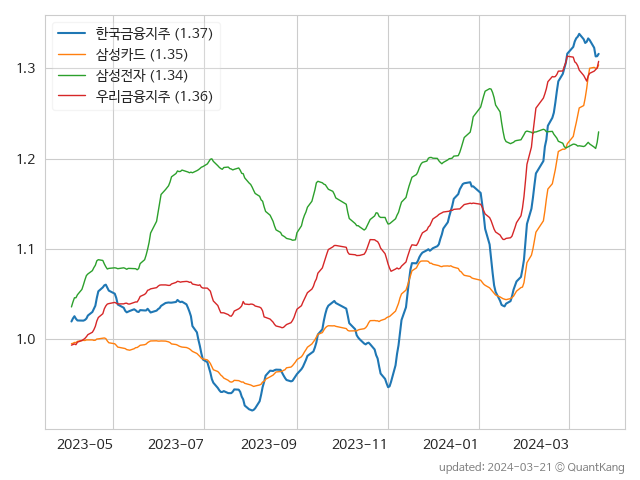 한국금융지주 (1.37)
삼성카드 (1.35)
삼성전자 (1.34)
우리금융지주 (1.36)
1.3
1.2
1.1
1.0
2023-05 2023-07 2023-09 2023-11 2024-01 2024-03
updated: 2024-03-21 © QuantKang